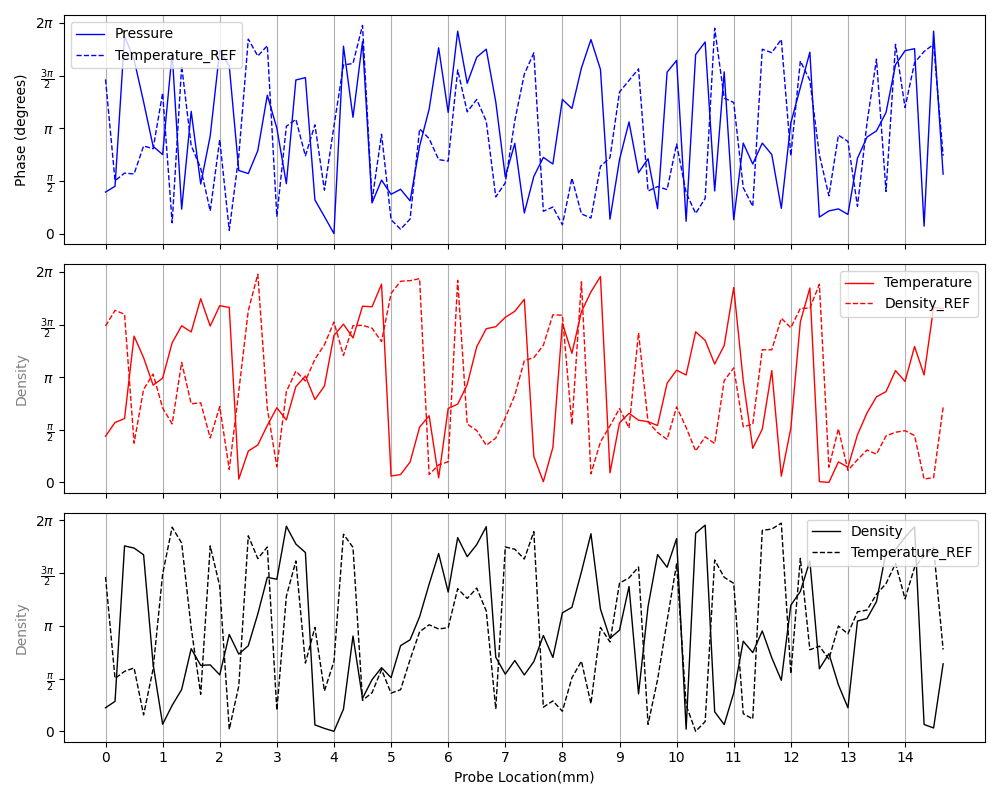 2π
3π/2
π
π/2
0
Phase (degrees)
Pressure
Temperature_REF
2π
3π/2
π
π/2
0
Density
Temperature
Density_REF
2π
3π/2
π
π/2
0
Density
Density
Temperature_REF
0 1 2 3 4 5 6 7 8 9 10 11 12 13 14
Probe Location(mm)